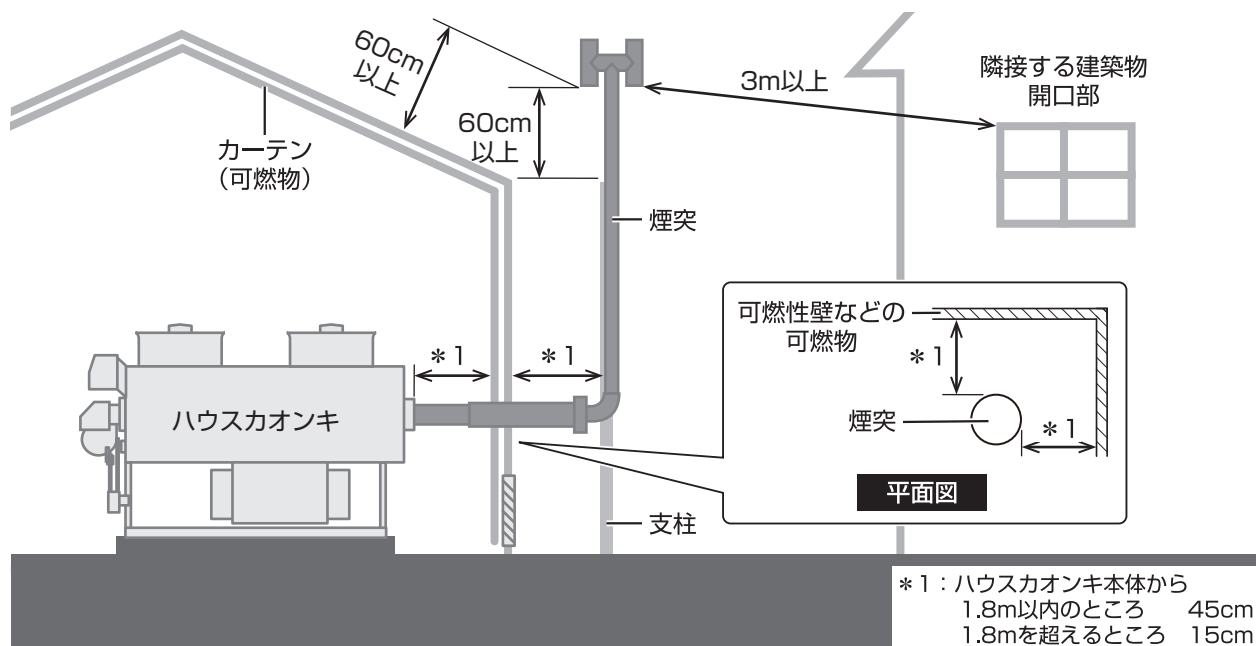 60cm
以上
60cm
以上
3m以上
隣接する建築物
開口部
カーテン
（可燃物）
煙突
可燃性壁などの
可燃物
＊1
＊1
＊1
ハウスカオンキ
煙突
＊1
平面図
支柱
＊1：ハウスカオンキ本体から
1.8m以内のところ 45cm
1.8mを超えるところ 15cm